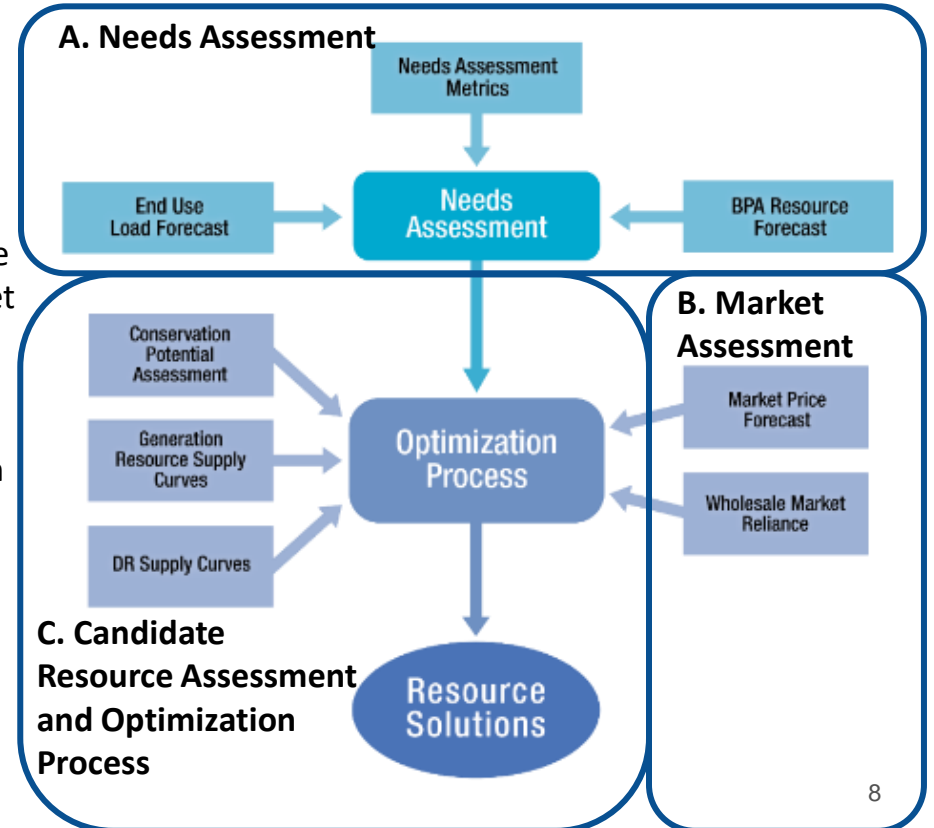 A. Needs Assessment
Needs Assessment
Metrics
End Use
Load Forecast
Needs
Assessment
BPA Resource
Forecast
e
et
B. Market
Assessment
Conservation
Potential
Assessment
Market Price
Forecast
Generation
Resource Supply
Curves
Optimization
Process
n
Wholesale Market
Reliance
DR Supply Curves
C. Candidate
Resource Assessment
and Optimization
Process
Resource
Solutions
8